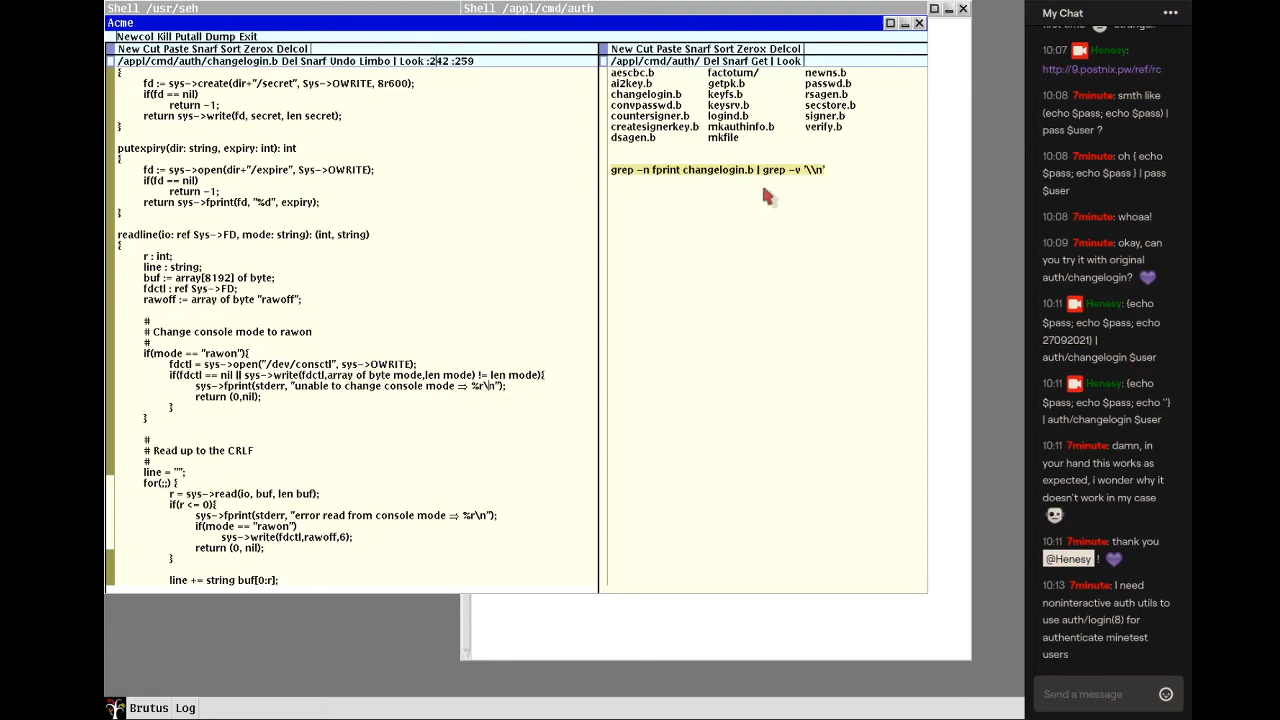 Shell /usr/seh
Shell /appl/cmd/auth
Acme
Newcol Kill Putall Dump Exit
New Cut Paste Snarf Sort Zerox Delcol
/appl/cmd/auth/changelogin.b Del Snarf Undo Limbo | Look :242 :259
{
fd := sys->create(dir+"/secret", Sys->OWRITE, 8r600);
if(fd == nil)
return -1;
return sys->write(fd, secret, len secret);
}
putexpiry(dir: string, expiry: int): int
{
fd := sys->open(dir+"/expire", Sys->OWRITE);
if(fd == nil)
return -1;
return sys->fprint(fd, "%d", expiry);
}
readline(io: ref Sys->FD, mode: string): (int, string)
{
r : int;
line : string;
buf := array[8192] of byte;
fdctl : ref Sys->FD;
rawoff := array of byte "rawoff";
#
# Change console mode to rawon
#
if(mode == "rawon"){
fdctl = sys->open("/dev/consctl", sys->OWRITE);
if(fdctl == nil || sys->write(fdctl,array of byte mode,len mode) != len mode){
sys->fprint(stderr, "unable to change console mode ⇒ %r\n");
return (0,nil);
}
}
#
# Read up to the CRLF
#
line = "";
for(;;) {
r = sys->read(io, buf, len buf);
if(r <= 0){
sys->fprint(stderr, "error read from console mode ⇒ %r\n");
if(mode == "rawon")
sys->write(fdctl,rawoff,6);
return (0, nil);
}
line += string buf[0:r];
New Cut Paste Snarf Sort Zerox Delcol
/appl/cmd/auth/ Del Snarf Get | Look
aescbc.b factotum/ newns.b
ai2key.b getpk.b passwd.b
changelogin.b keyfs.b rsagen.b
convpasswd.b keysrv.b secstore.b
countersigner.b logind.b signer.b
createsignerkey.b mkauthinfo.b verify.b
dsagen.b mkfile
grep -n fprint changelogin.b | grep -v '\\n'
Brutus Log
My Chat
10:07 Henesy:
http://9.postnix.pw/ref/rc
10:08 7minute: smth like
(echo $pass; echo $pass) |
pass $user ?
10:08 7minute: oh { echo
$pass; echo $pass } | pass
$user
10:08 7minute: whoaa!
10:09 7minute: okay, can
you try it with original
auth/changelogin?
10:11 Henesy: {echo
$pass; echo $pass; echo
27092021} |
auth/changelogin $user
10:11 Henesy: {echo
$pass; echo $pass; echo ''}
| auth/changelogin $user
10:11 7minute: damn, in
your hand this works as
expected, i wonder why it
doesn't work in my case
10:11 7minute: thank you
@Henesy !
10:13 7minute: I need
noninteractive auth utils to
use auth/login(8) for
authenticate minetest
users
Send a message